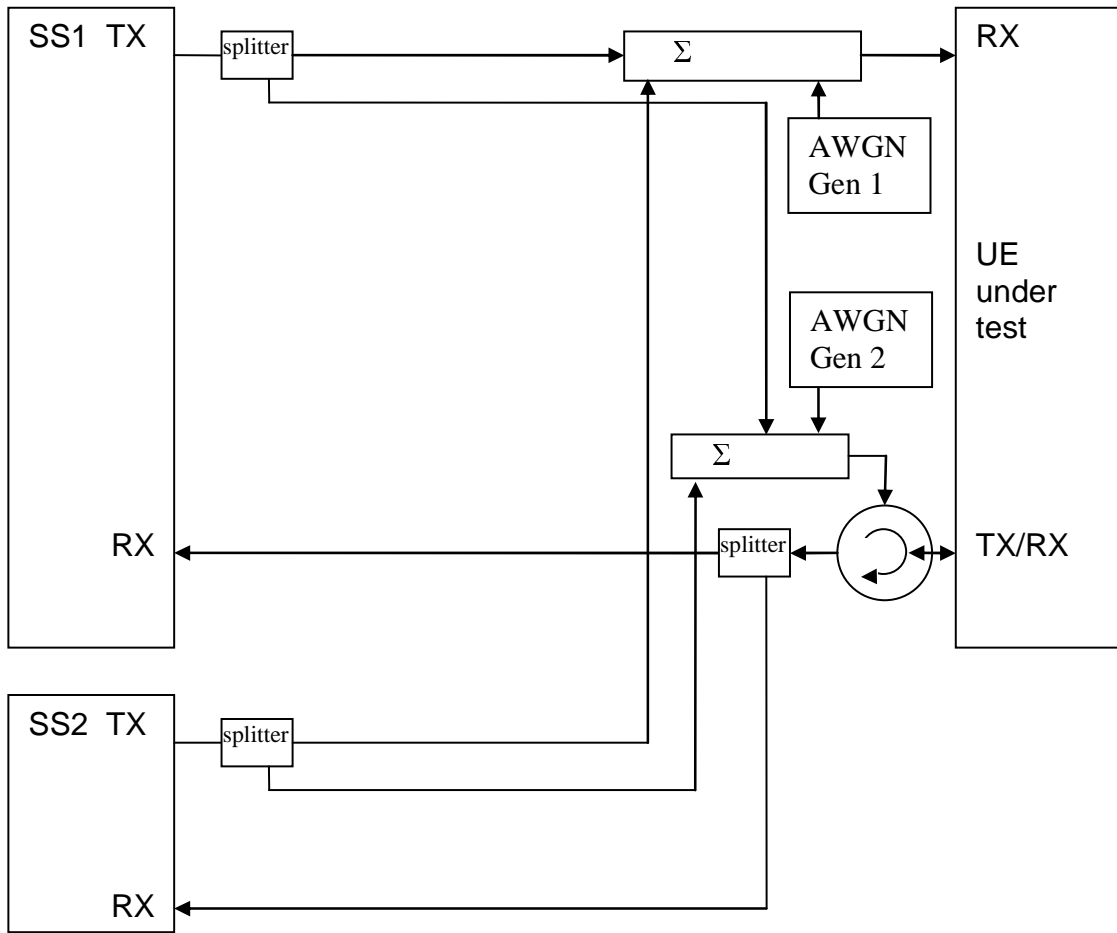 SS1 TX
splitter
Σ
RX
AWGN
Gen 1
UE
under
test
AWGN
Gen 2
Σ
RX
splitter
TX/RX
SS2 TX
splitter
RX